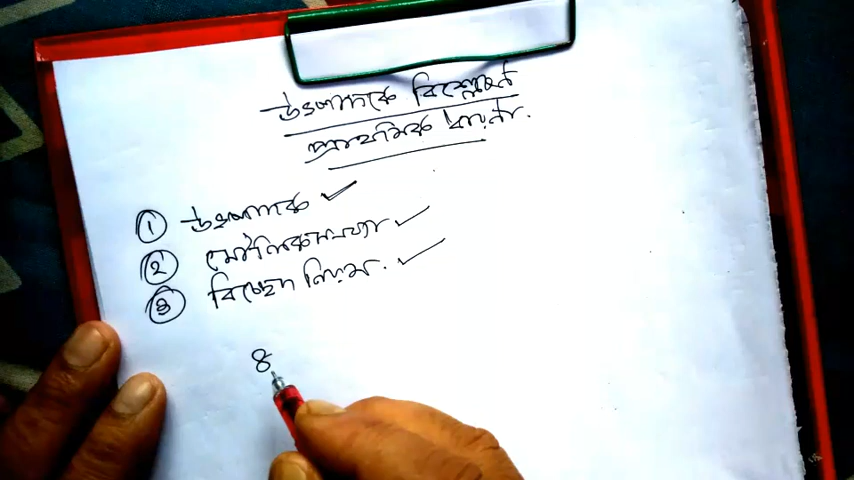 উৎপাদকে বিশ্লেষণ
প্রাথমিক ধারণা.
① উৎপাদকে
② মৌলিক সংখ্যা
③ বিচ্ছেদ নিয়ম.
৪